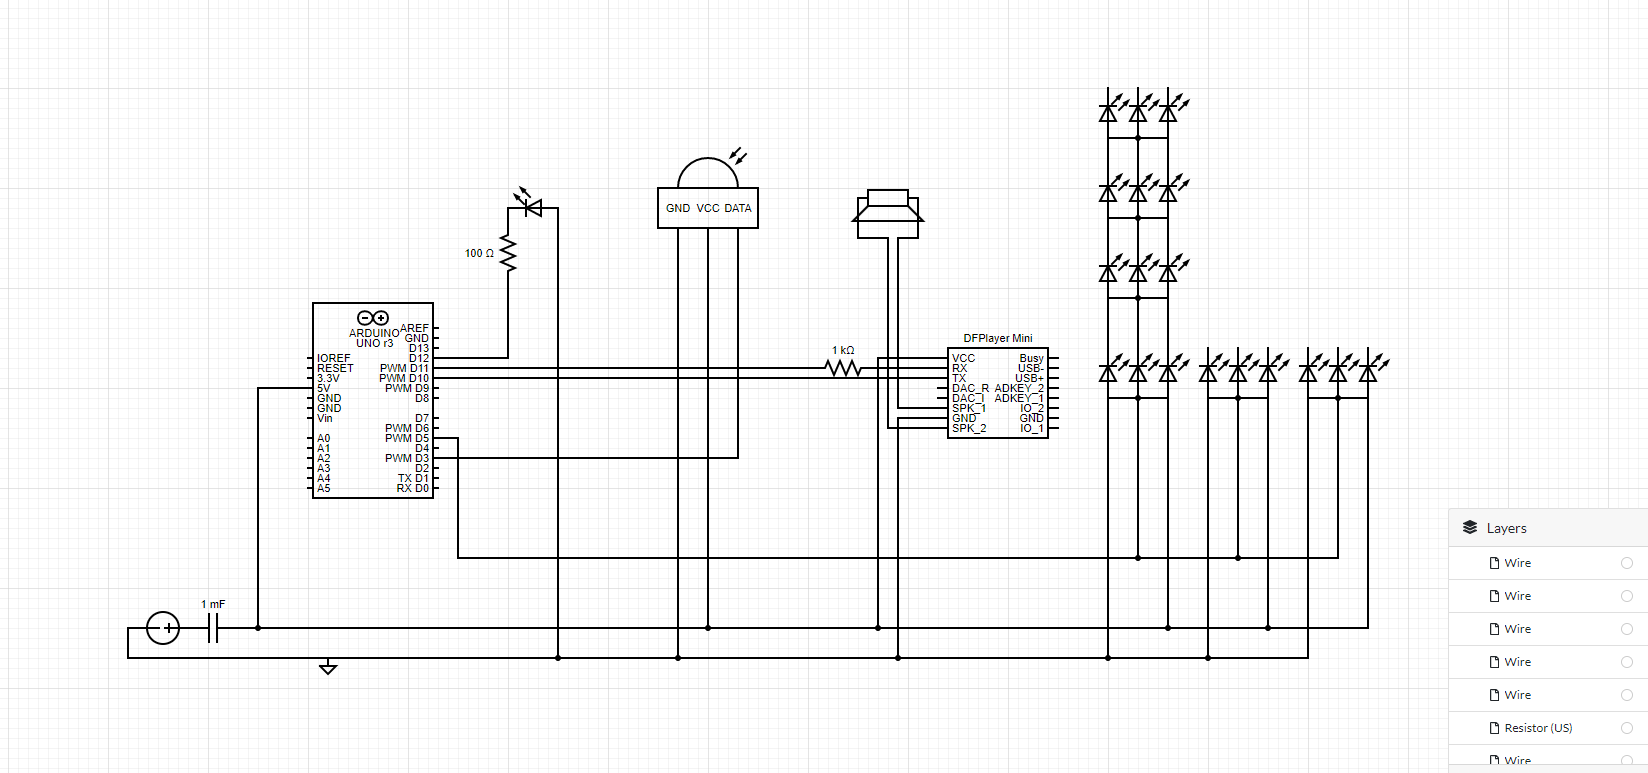 GND VCC DATA
100 Ω
ARDUINO
UNO r3
AREF
GND
D13
IOREF D12
RESET PWM D11
3.3V PWM D10
5V PWM D9
GND D8
GND
Vin D7
PWM D6
A0 PWM D5
A1 D4
A2 PWM D3
A3 D2
A4 TX D1
A5 RX D0
1 kΩ
DFPlayer Mini
VCC Busy
RX USB-
TX USB+
DAC_R ADKEY_2
DAC_I ADKEY_1
SPK_1 IO_2
GND GND
SPK_2 IO_1
1 mF
Layers
Wire
Wire
Wire
Wire
Wire
Resistor (US)
Wire